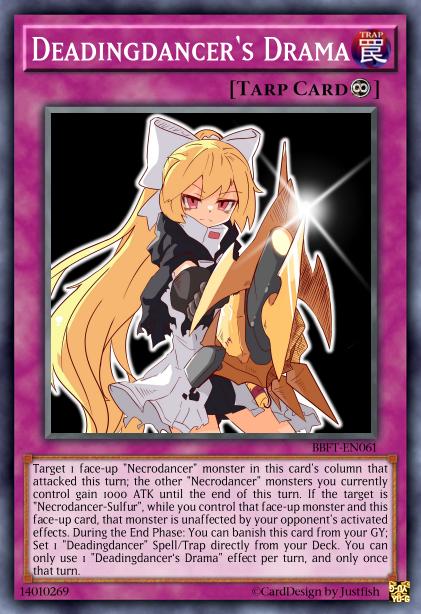 Deadingdancer's Drama
TRAP
罠
[Tarp Card]
BBFT-EN061
Target 1 face-up "Necrodancer" monster in this card's column that
attacked this turn; the other "Necrodancer" monsters you currently
control gain 1000 ATK until the end of this turn. If the target is
"Necrodancer-Sulfur", while you control that face-up monster and this
face-up card, that monster is unaffected by your opponent's activated
effects. During the End Phase: You can banish this card from your GY;
Set 1 "Deadingdancer" Spell/Trap directly from your Deck. You can
only use 1 "Deadingdancer's Drama" effect per turn, and only once
that turn.
14010269
©CardDesign by Justfish